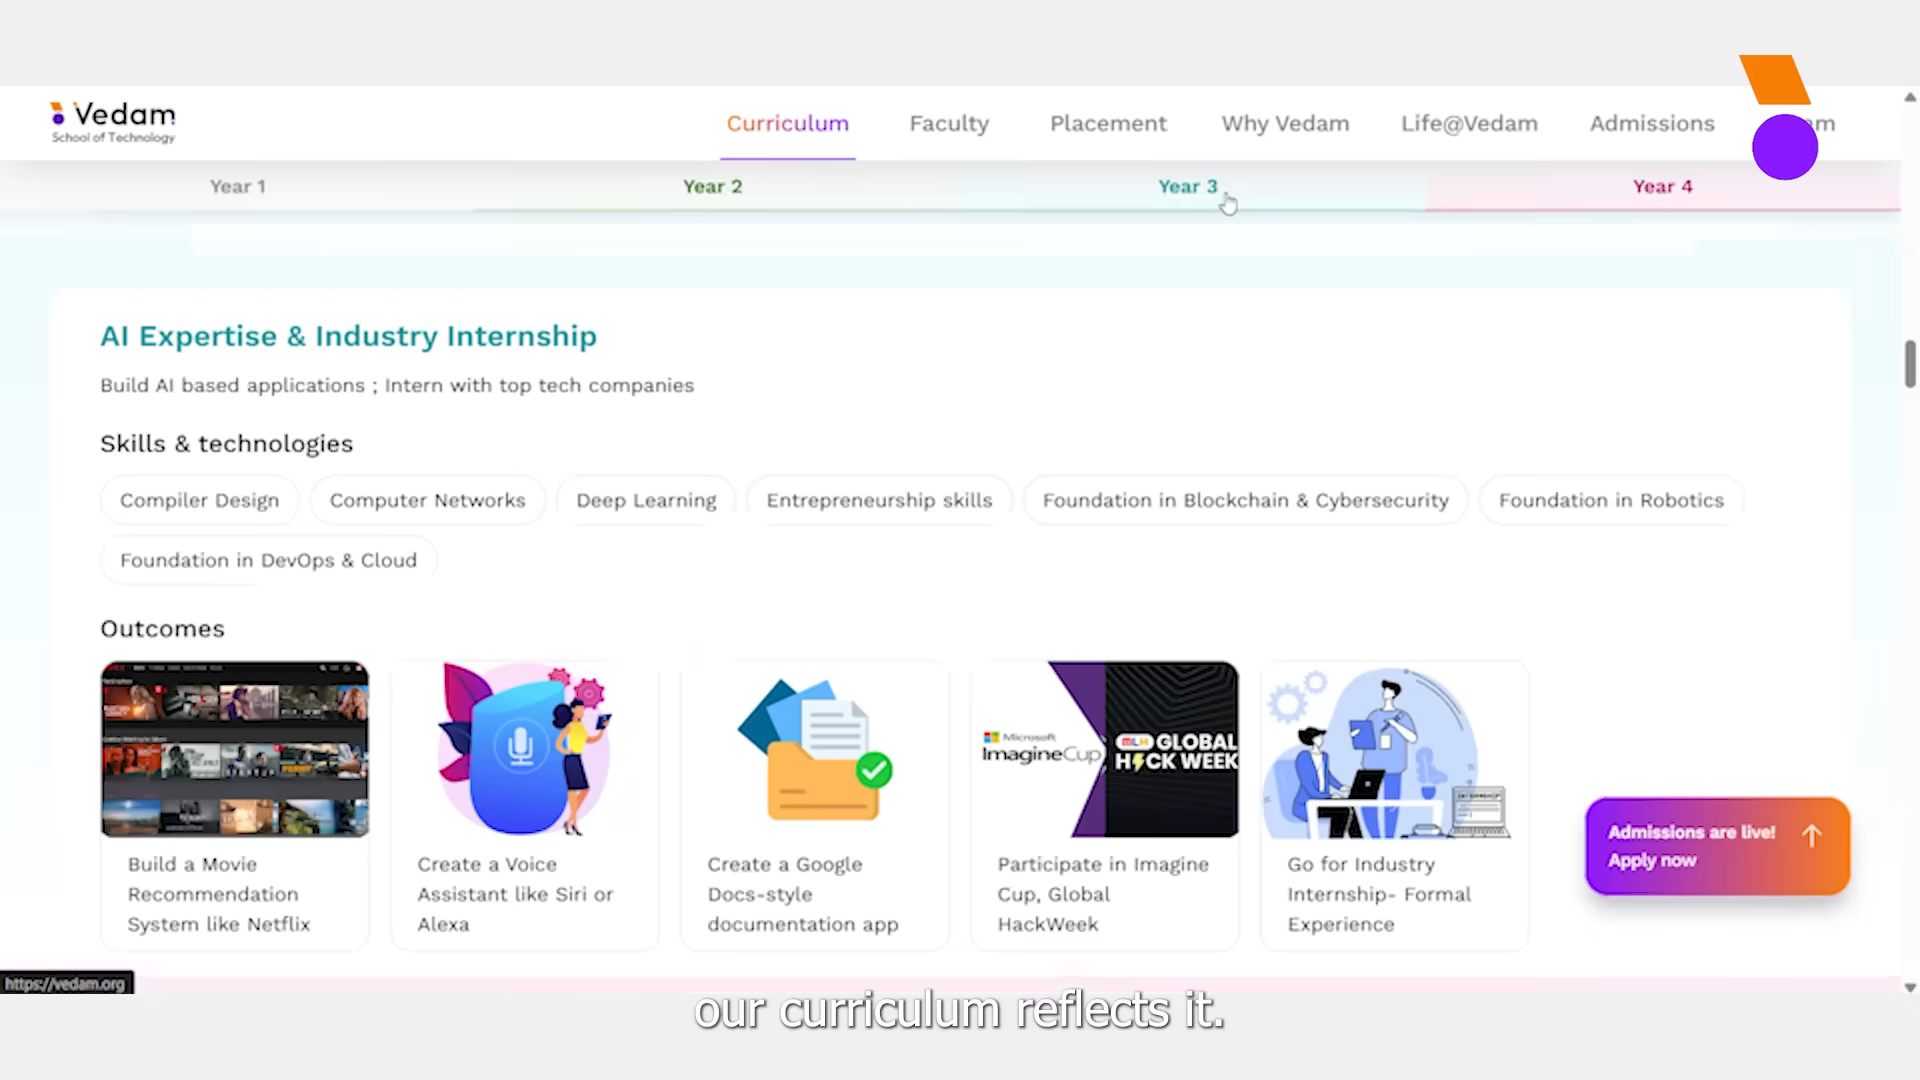 Vedam
School of Technology
Curriculum
Faculty
Placement
Why Vedam
Life@Vedam
Admissions
Year 1
Year 2
Year 3
Year 4
AI Expertise & Industry Internship
Build AI based applications ; Intern with top tech companies
Skills & technologies
Compiler Design
Computer Networks
Deep Learning
Entrepreneurship skills
Foundation in Blockchain & Cybersecurity
Foundation in Robotics
Foundation in DevOps & Cloud
Outcomes
Microsoft
ImagineCup
MLH GLOBAL
HACK WEEK
INTERNSHIP
Build a Movie
Recommendation
System like Netflix
Create a Voice
Assistant like Siri or
Alexa
Create a Google
Docs-style
documentation app
Participate in Imagine
Cup, Global
HackWeek
Go for Industry
Internship- Formal
Experience
Admissions are live!
Apply now
https://vedam.org
our curriculum reflects it.